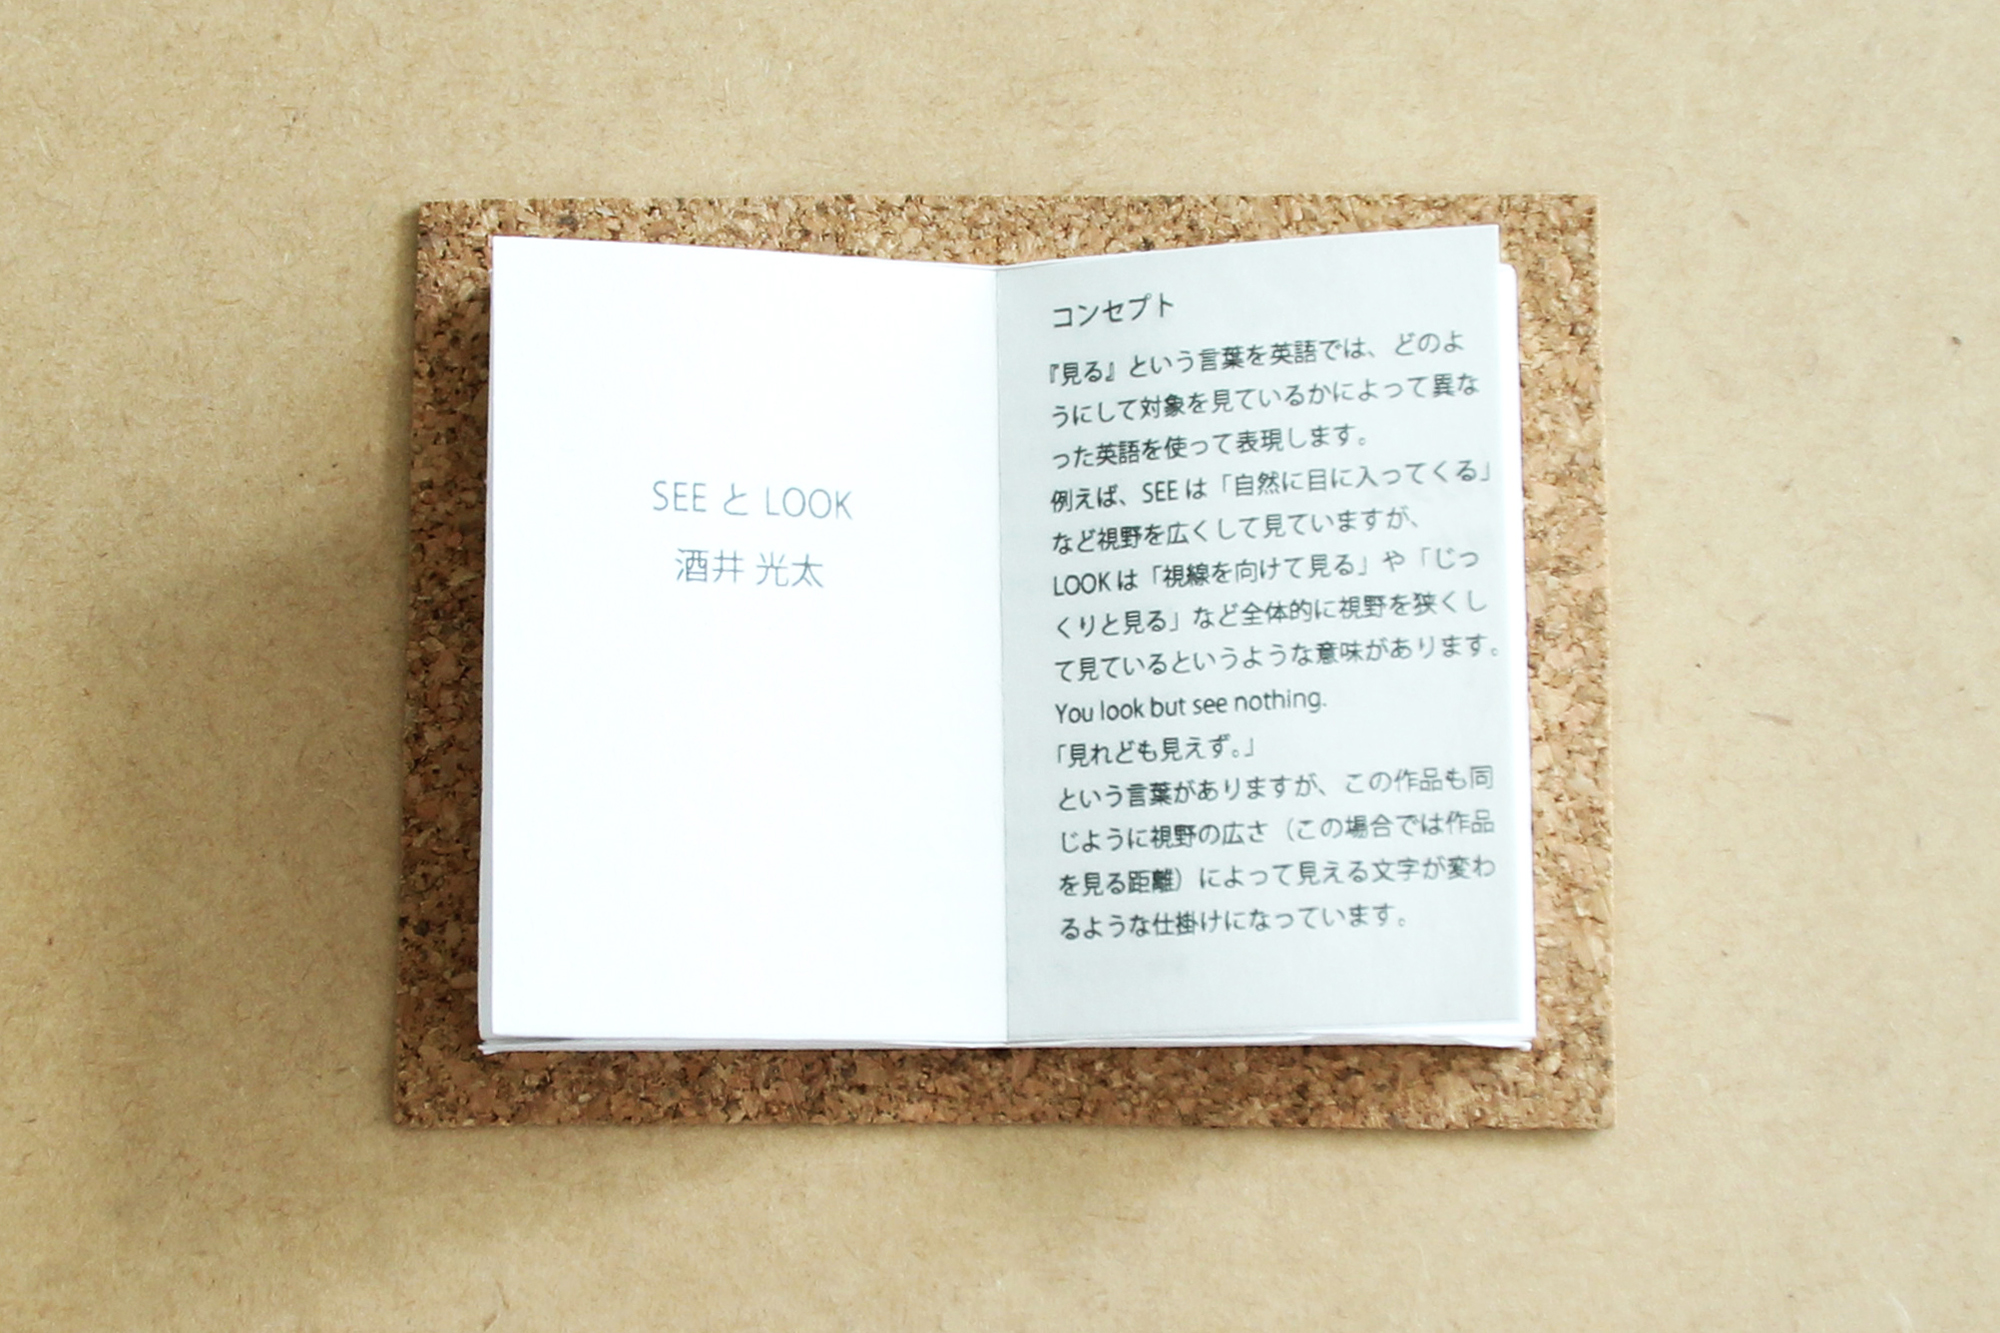 SEE と LOOK
酒井 光太
コンセプト
『見る』という言葉を英語では、どのよ
うにして対象を見ているかによって異な
った英語を使って表現します。
例えば、SEE は「自然に目に入ってくる」
など視野を広くして見ていますが、
LOOK は「視線を向けて見る」や「じっ
くりと見る」など全体的に視野を狭くし
て見ているというような意味があります。
You look but see nothing.
「見れども見えず。」
という言葉がありますが、この作品も同
じように視野の広さ（この場合では作品
を見る距離）によって見える文字が変わ
るような仕掛けになっています。